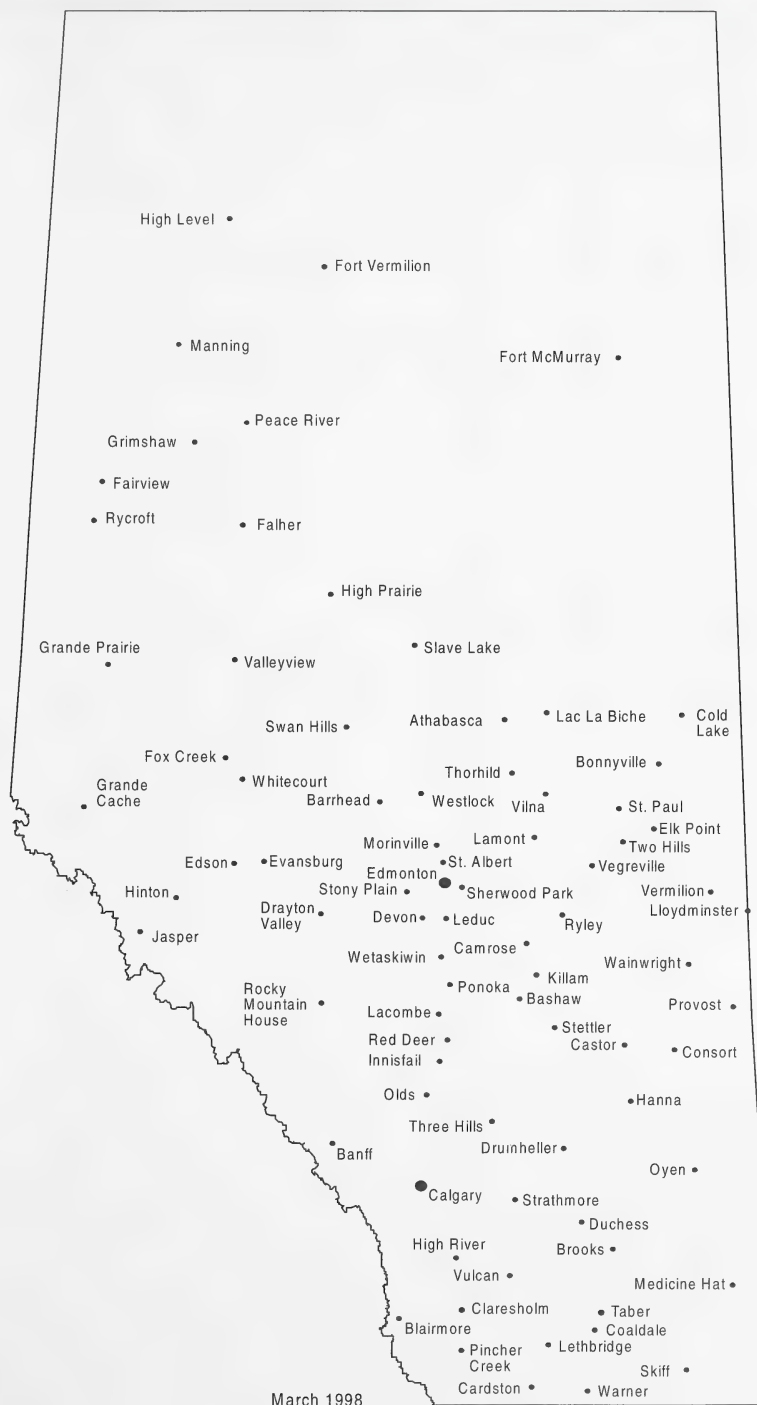 High Level
Fort Vermilion
Manning
Fort McMurray
Peace River
Grimshaw
Fairview
Rycroft
Falher
High Prairie
Slave Lake
Grande Prairie
Valleyview
Lac La Biche
Cold
Lake
Athabasca
Swan Hills
Fox Creek
Bonnyville
Thorhild
Whitecourt
Grande
Cache
Barrhead
Westlock
Vilna
St. Paul
Elk Point
Two Hills
Lamont
Morinville
St. Albert
Edson
Evansburg
Vegreville
Edmonton
Stony Plain
Sherwood Park
Vermilion
Hinton
Drayton
Valley
Devon
Leduc
Ryley
Lloydminster
Jasper
Camrose
Wetaskiwin
Wainwright
Killam
Ponoka
Bashaw
Rocky
Mountain
House
Lacombe
Provost
Stettler
Red Deer
Castor
Consort
Innisfail
Olds
Hanna
Three Hills
Drumheller
Banff
Oyen
Calgary
Strathmore
Duchess
High River
Brooks
Vulcan
Medicine Hat
Claresholm
Taber
Blairmore
Coaldale
Lethbridge
Pincher
Creek
Skiff
Cardston
Warner
March 1998